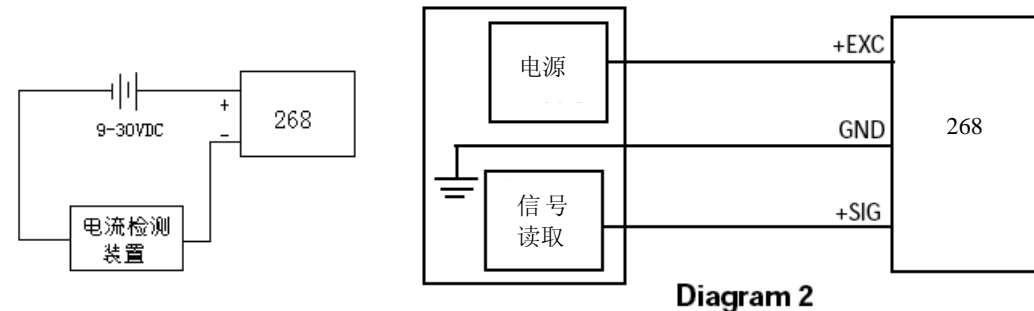 9-30VDC
+
-
268
电流检测
装置
电源
信号
读取
+EXC
GND
+SIG
268
Diagram 2